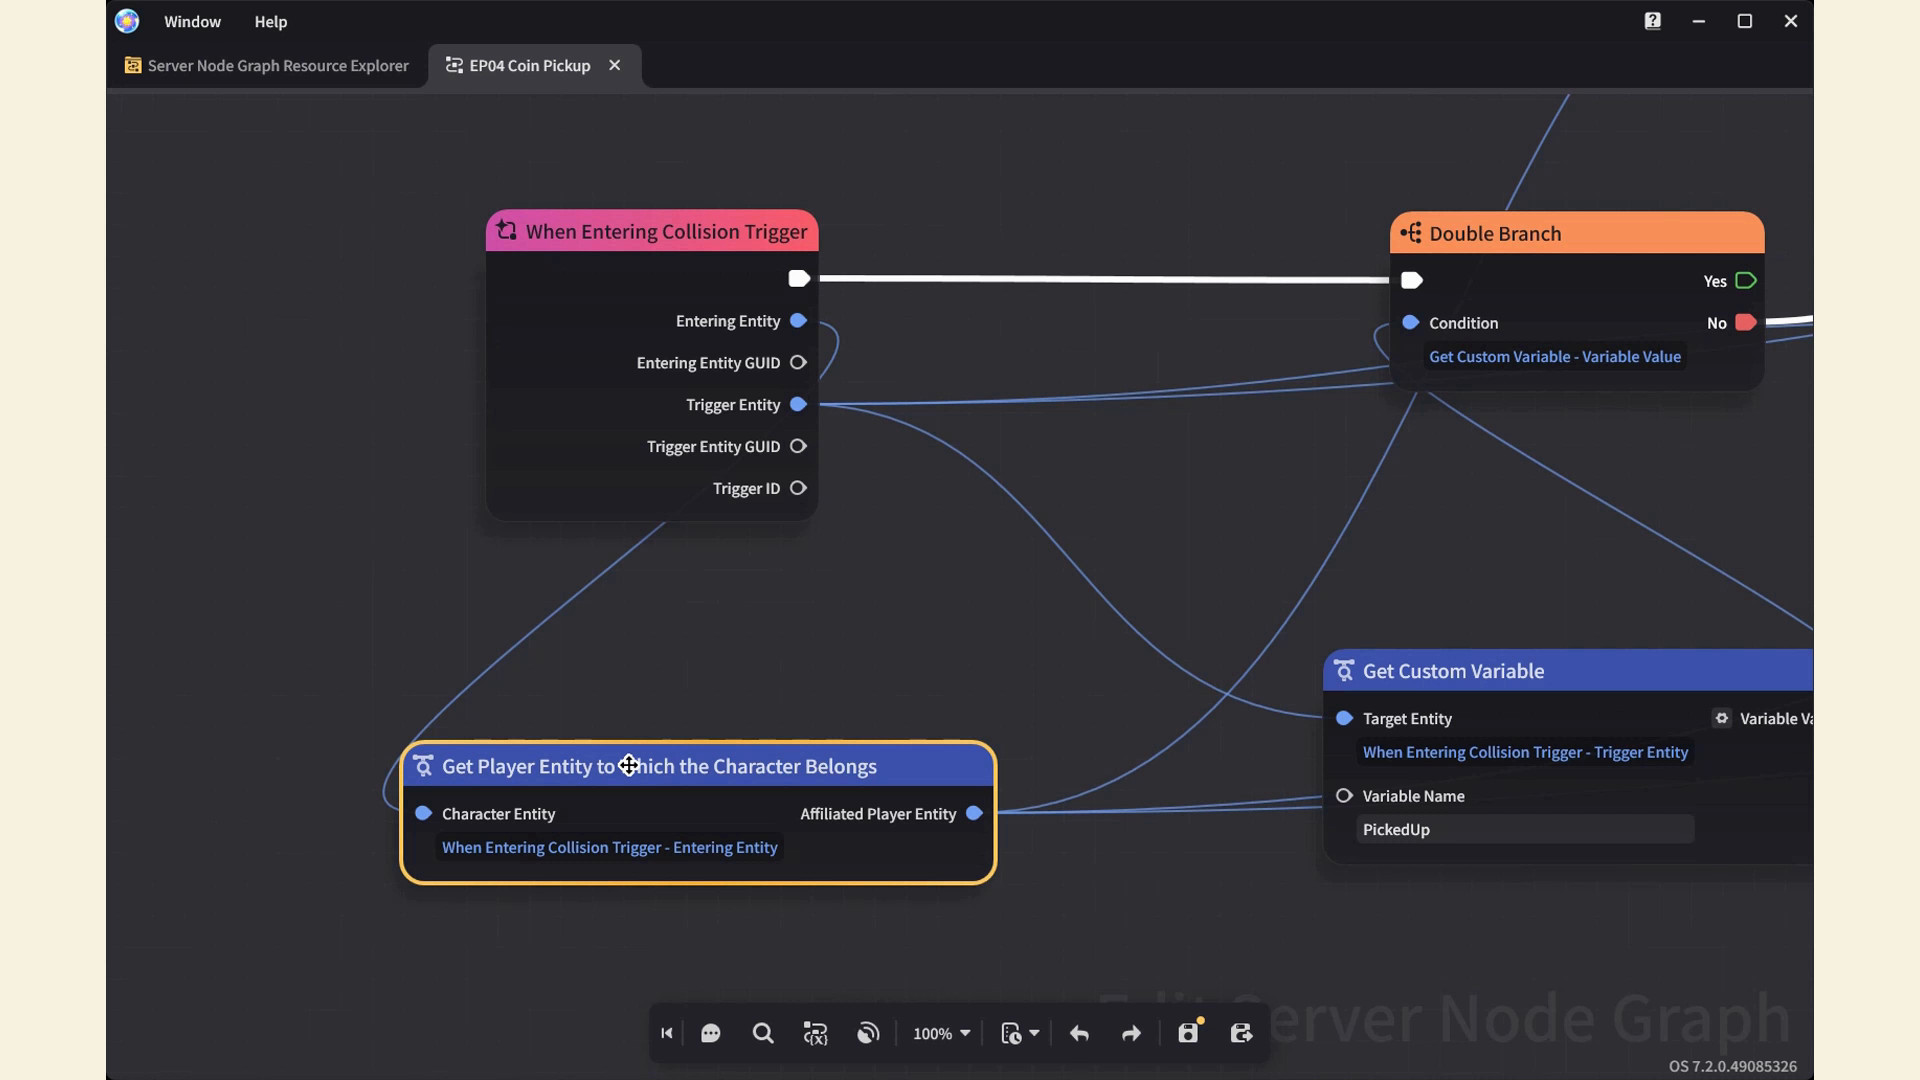 Window Help
Server Node Graph Resource Explorer EP04 Coin Pickup
When Entering Collision Trigger
Entering Entity
Entering Entity GUID
Trigger Entity
Trigger Entity GUID
Trigger ID
Double Branch
Yes
Condition No
Get Custom Variable - Variable Value
Get Custom Variable
Target Entity Variable Va
When Entering Collision Trigger - Trigger Entity
Variable Name
PickedUp
Get Player Entity to which the Character Belongs
Character Entity Affiliated Player Entity
When Entering Collision Trigger - Entering Entity
Edit Server Node Graph
100%
OS 7.2.0.49085326